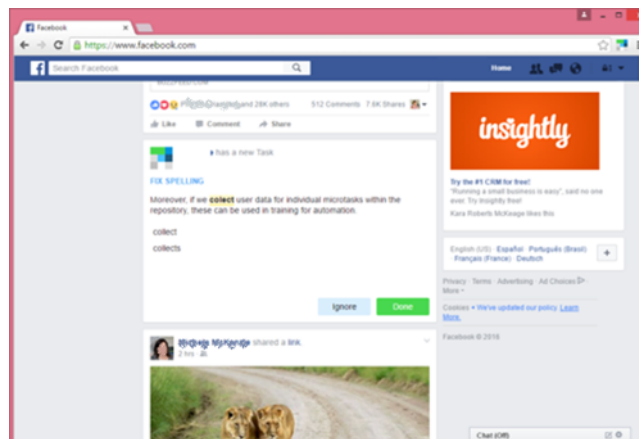 Facebook
https://www.facebook.com
Search Facebook
Home
and 28K others
512 Comments 7.6K Shares
Like Comment Share
has a new Task
FIX SPELLING
Moreover, if we colect user data for individual microtasks within the
repository, these can be used in training for automation.
collect
collects
Ignore
Done
shared a link.
2 hrs
insightly
Try the #1 CRM for free!
"Running a small business is easy", said no one
ever. Try Insightly free!
Kara Roberts McKeage likes this
English (US) · Español · Português (Brasil)
· Français (France) · Deutsch
Privacy · Terms · Advertising · Ad Choices
More
Cookies • We've updated our policy. Learn
More.
Facebook © 2016
Chat (Off)